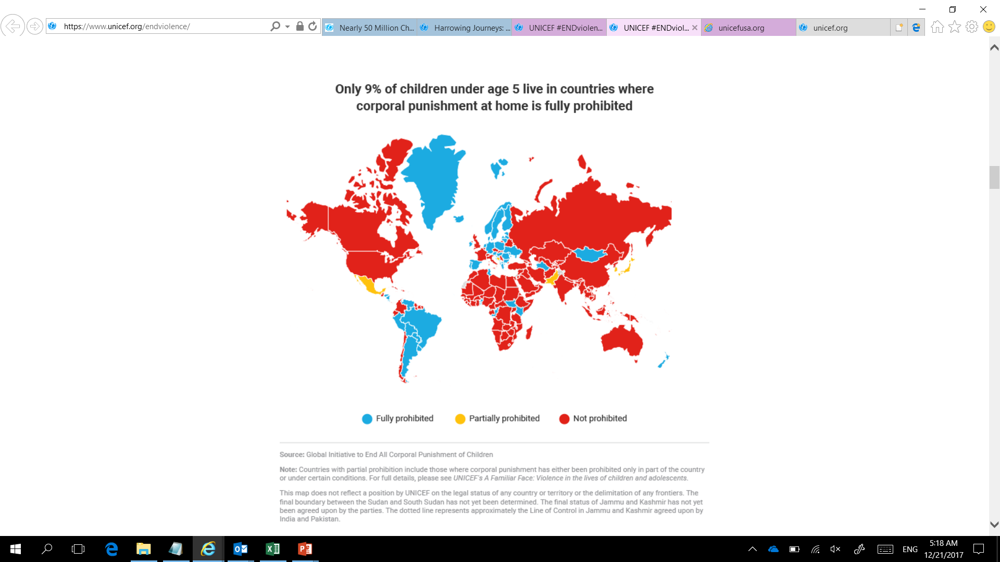 https://www.unicef.org/endviolence/
Nearly 50 Million Ch...
Harrowing Journeys: ...
UNICEF #ENDviolen...
UNICEF #ENDviol...
unicefusa.org
unicef.org
Only 9% of children under age 5 live in countries where
corporal punishment at home is fully prohibited
Fully prohibited
Partially prohibited
Not prohibited
Source: Global Initiative to End All Corporal Punishment of Children
Note: Countries with partial prohibition include those where corporal punishment has either been prohibited only in part of the country
or under certain conditions. For full details, please see UNICEF's A Familiar Face: Violence in the lives of children and adolescents.
This map does not reflect a position by UNICEF on the legal status of any country or territory or the delimitation of any frontiers. The
final boundary between the Sudan and South Sudan has not yet been determined. The final status of Jammu and Kashmir has not yet
been agreed upon by the parties. The dotted line represents approximately the Line of Control in Jammu and Kashmir agreed upon by
India and Pakistan.
ENG
5:18 AM
12/21/2017